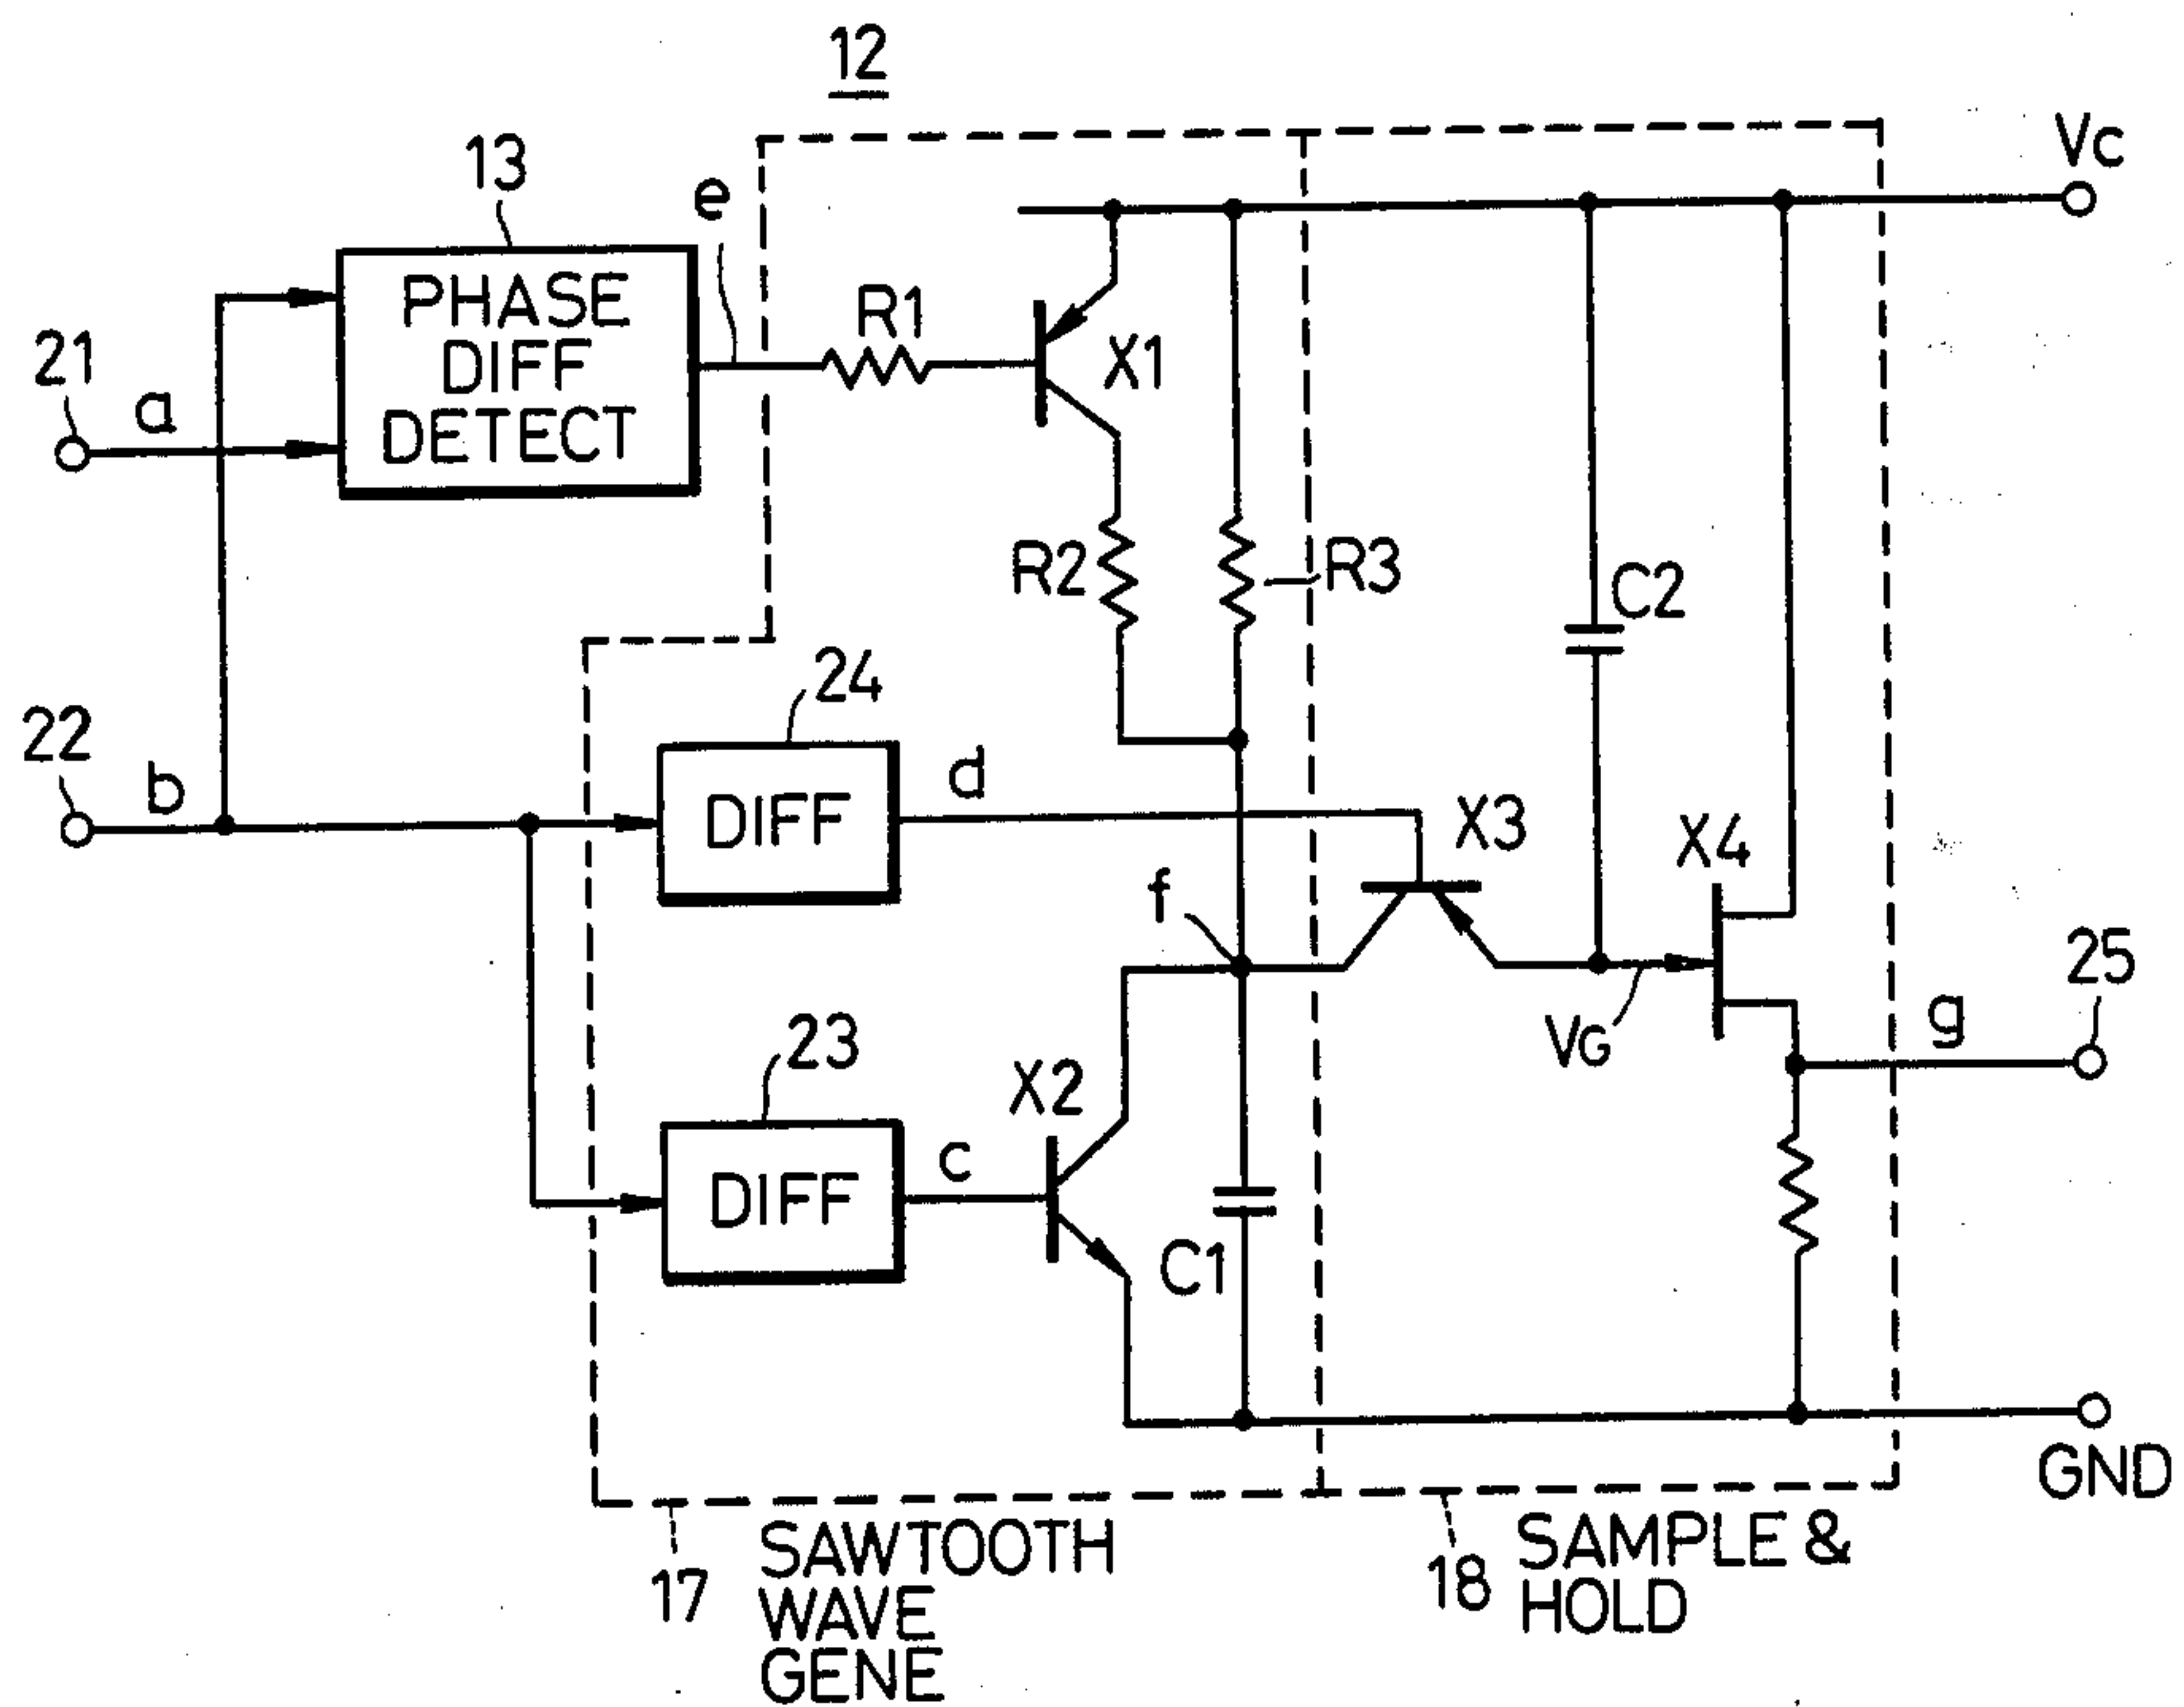 12
13
e
VC
PHASE
DIFF
DETECT
R1
X1
21
a
R2
R3
C2
24
22
b
DIFF
d
X3
X4
f
25
23
VG
g
X2
DIFF
c
C1
GND
17
SAWTOOTH
WAVE
GENE
18
SAMPLE &
HOLD